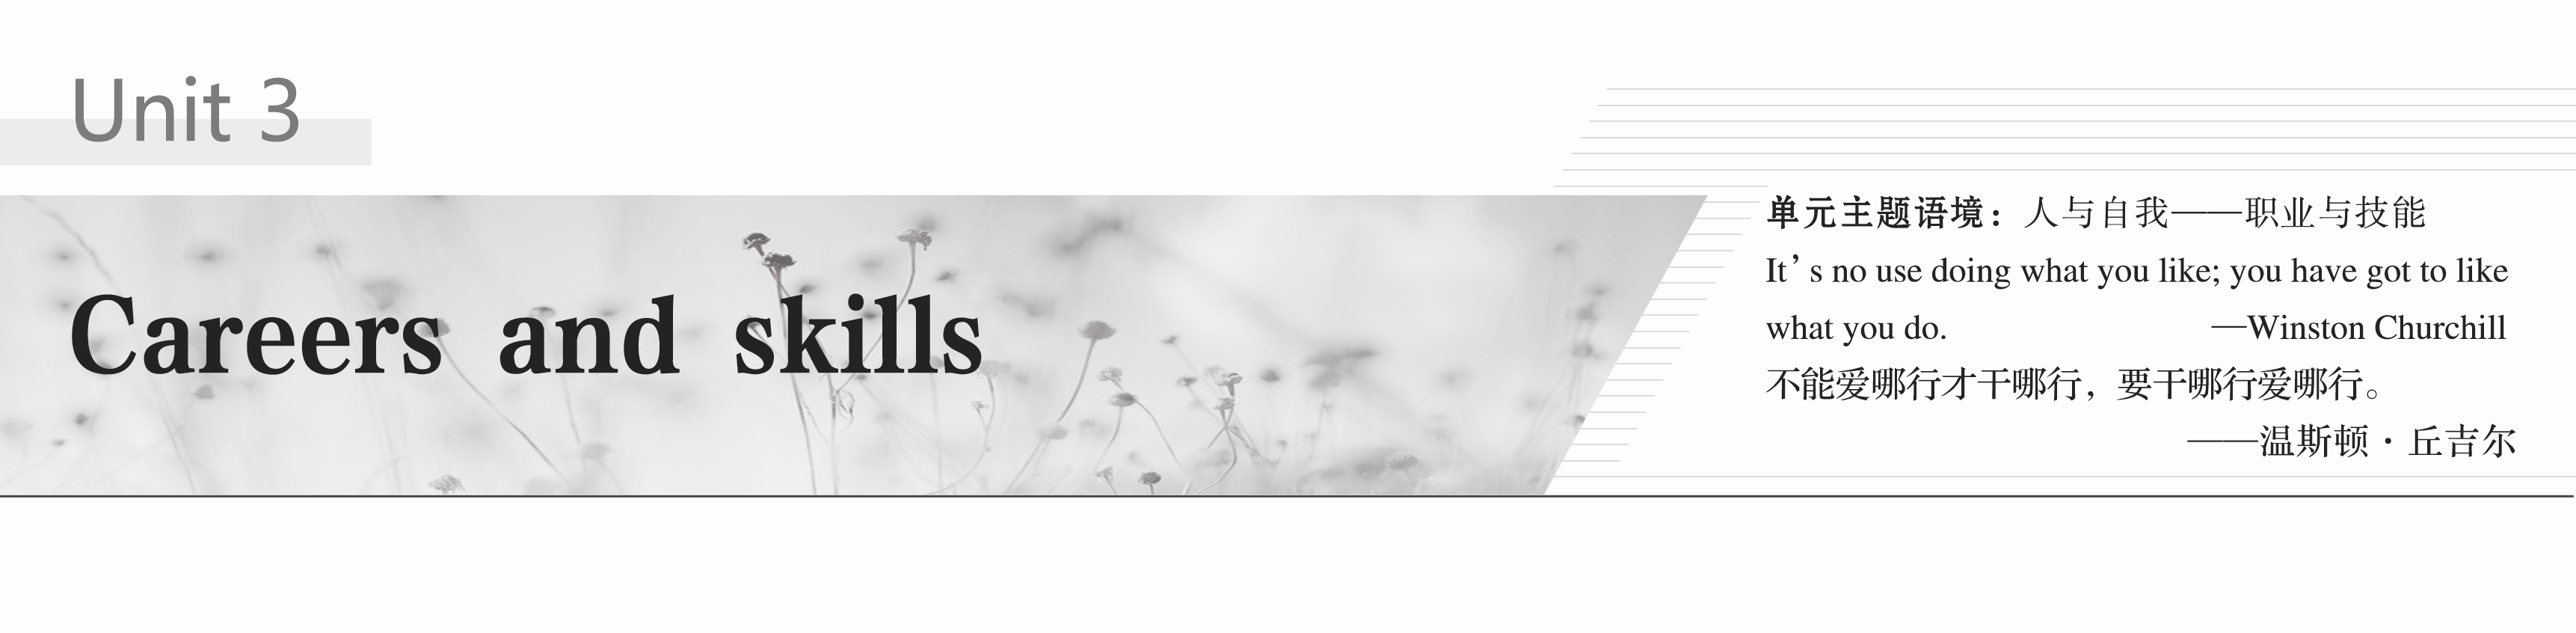 Unit 3
Careers and skills
单元主题语境：人与自我——职业与技能
It’s no use doing what you like; you have got to like
what you do. —Winston Churchill
不能爱哪行才干哪行，要干哪行爱哪行。
——温斯顿·丘吉尔